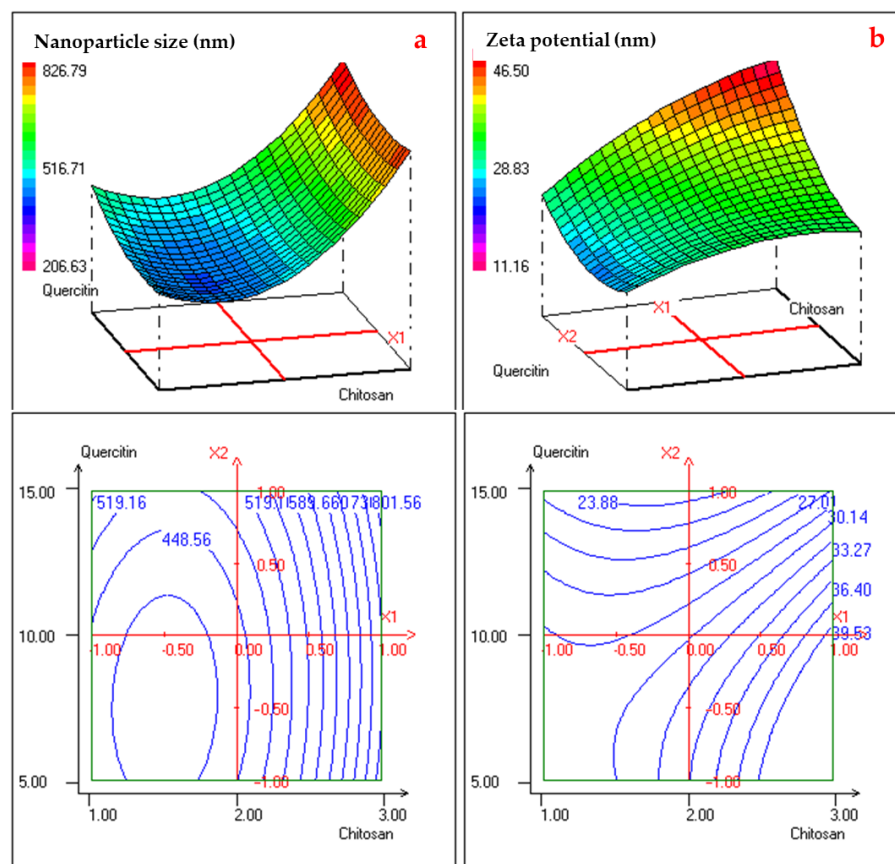 Nanoparticle size (nm)
a
826.79
516.71
206.63
Quercitin
X1
Chitosan
Zeta potential (nm)
b
46.50
28.83
11.16
X1
Chitosan
X2
Quercitin
Quercitin
X2
15.00
519.16
1.00
801.56
448.56
0.50
X1
10.00
-1.00
-0.50
0.00
0.50
1.00
-0.50
5.00
-1.00
1.00
2.00
3.00
Chitosan
Quercitin
X2
15.00
23.88
1.00
27.01
30.14
0.50
33.27
36.40
X1
10.00
39.53
-1.00
-0.50
0.00
0.50
1.00
-0.50
5.00
-1.00
1.00
2.00
3.00
Chitosan